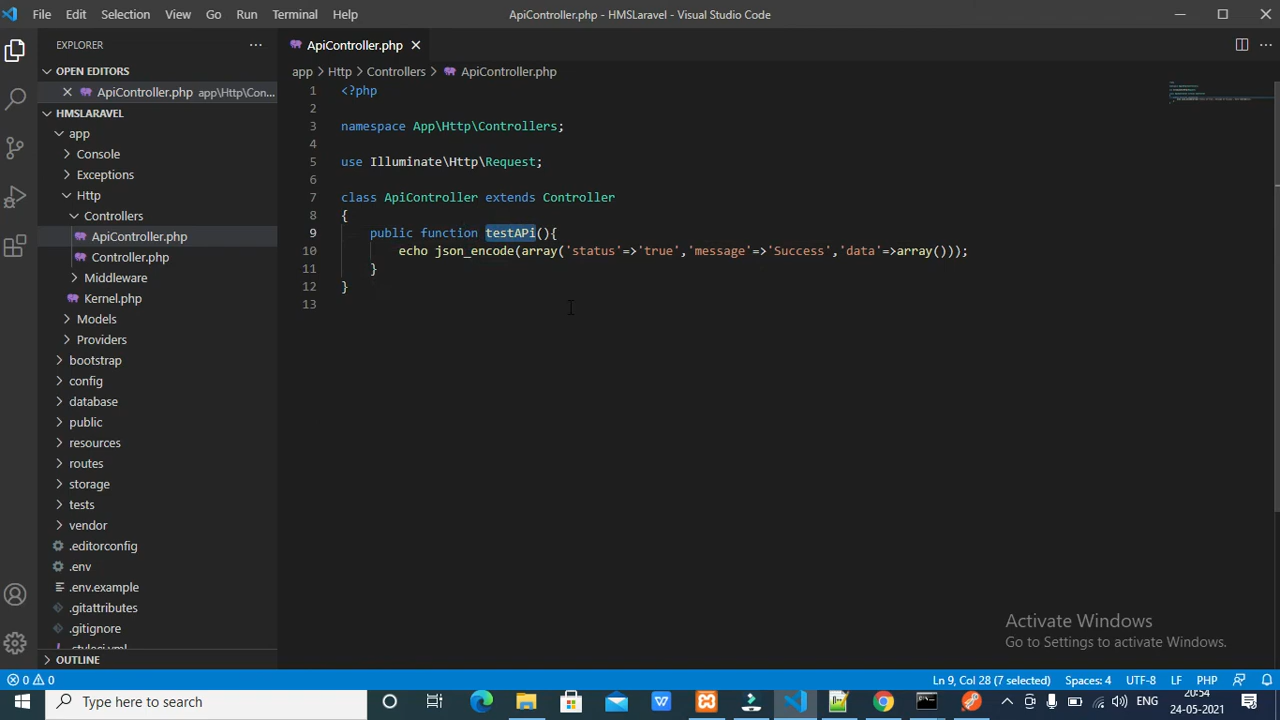 File Edit Selection View Go Run Terminal Help
ApiController.php - HMSLaravel - Visual Studio Code
EXPLORER
ApiController.php
OPEN EDITORS
ApiController.php app\Http\Con...
HMSLARAVEL
app
Console
Exceptions
Http
Controllers
ApiController.php
Controller.php
Middleware
Kernel.php
Models
Providers
bootstrap
config
database
public
resources
routes
storage
tests
vendor
.editorconfig
.env
.env.example
.gitattributes
.gitignore
.styleci.yml
OUTLINE
app > Http > Controllers > ApiController.php
1 <?php
2
3 namespace App\Http\Controllers;
4
5 use Illuminate\Http\Request;
6
7 class ApiController extends Controller
8 {
9 public function testAPi(){
10 echo json_encode(array('status'=>'true','message'=>'Success','data'=>array()));
11 }
12 }
13
Activate Windows
Go to Settings to activate Windows.
0 0
Ln 9, Col 28 (7 selected) Spaces: 4 UTF-8 LF PHP
Type here to search
ENG
20:54
24-05-2021